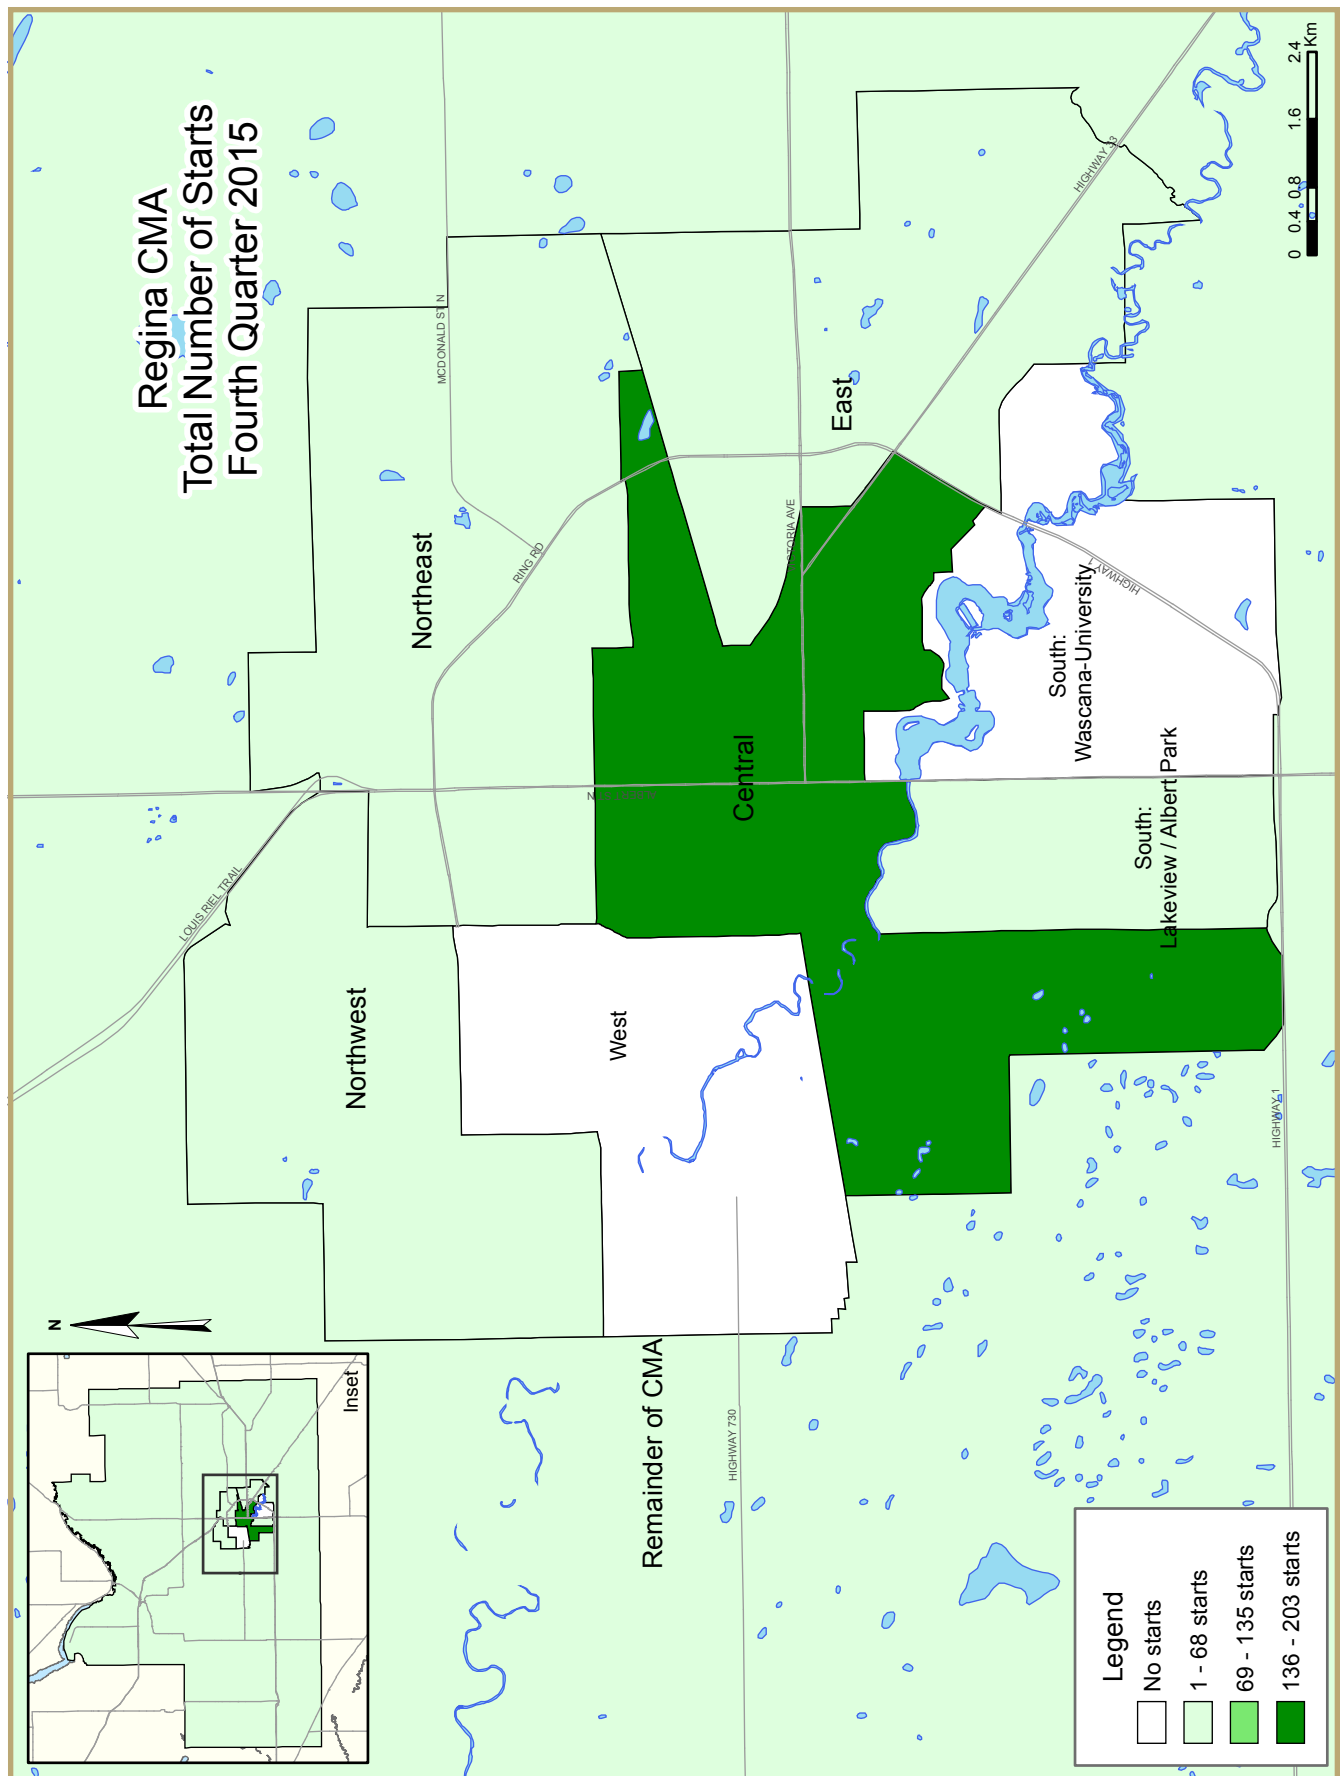 Regina CMA
Total Number of Starts
Fourth Quarter 2015
N
Inset
LOUIS RIEL TRAIL
MCDONALD ST N
RING RD
Northeast
Northwest
West
Central
East
VICTORIA AVE
HIGHWAY 33
HIGHWAY 1
South:
Wascana-University
South:
Lakeview / Albert Park
HIGHWAY 1
Remainder of CMA
HIGHWAY 730
Legend
No starts
1 - 68 starts
69 - 135 starts
136 - 203 starts
0 0.4 0.8 1.6 2.4
Km